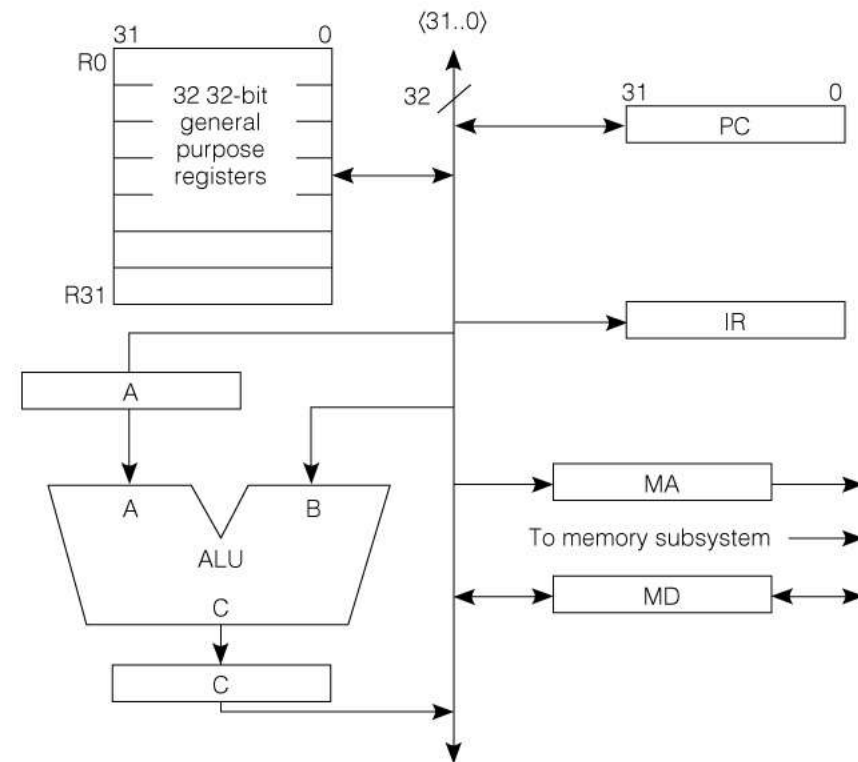 ⟨31..0⟩
31 0
R0
32 32-bit
general
purpose
registers
R31
32
31 0
PC
IR
A
A B
ALU
C
C
MA
To memory subsystem
MD